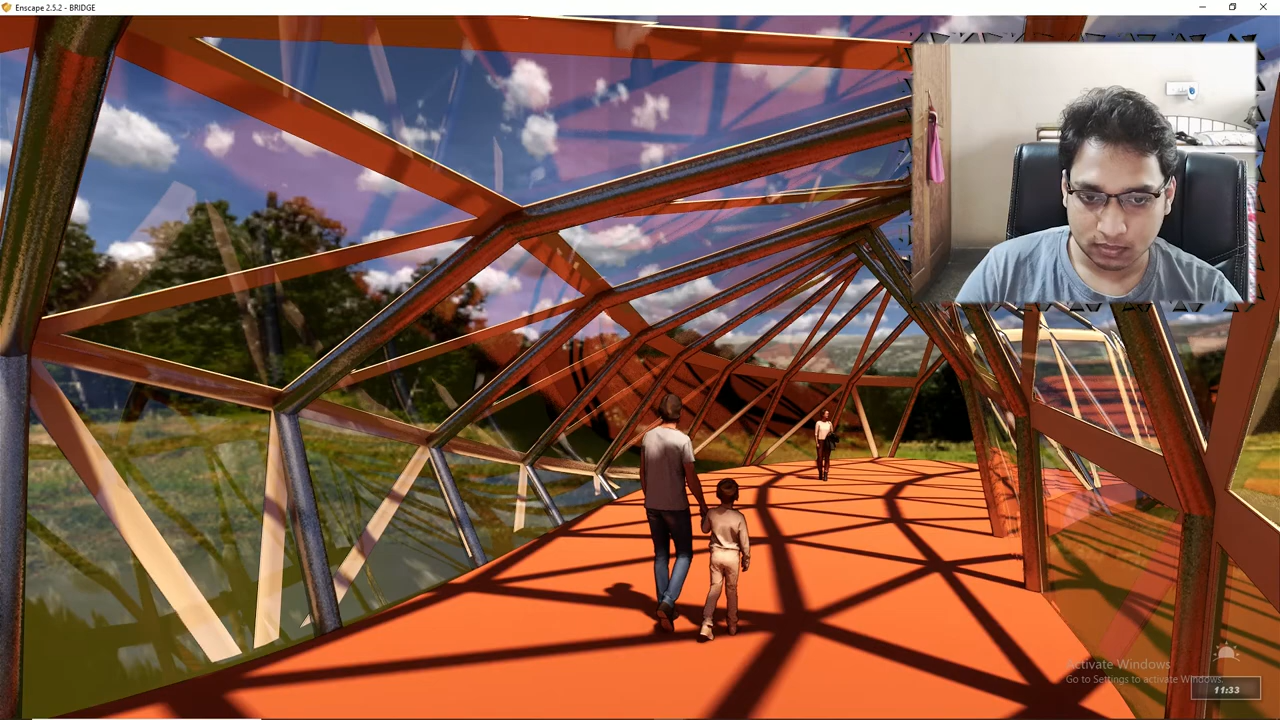 Enscape 2.5.2 - BRIDGE
Activate Windows
Go to Settings to activate Windows.
11:33